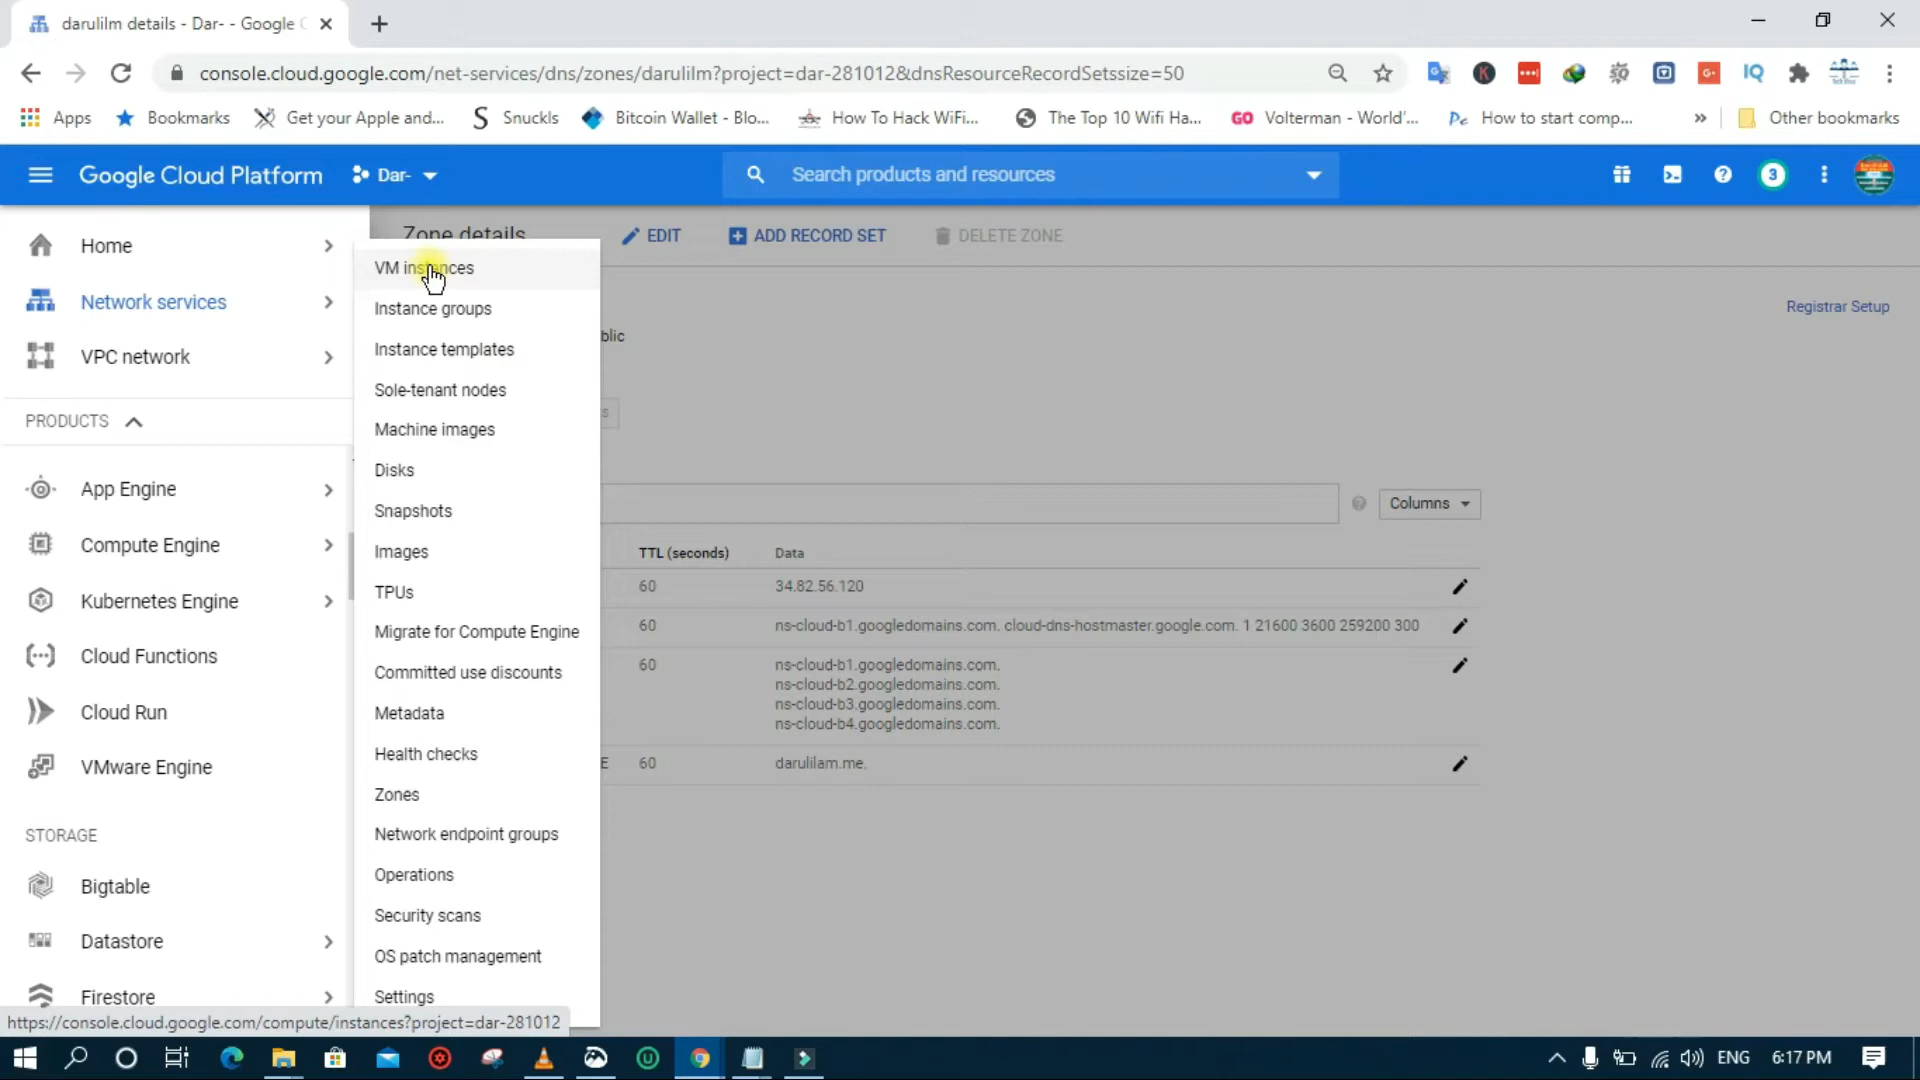 darulilm details - Dar- - Google C
console.cloud.google.com/net-services/dns/zones/darulilm?project=dar-281012&dnsResourceRecordSetssize=50
Apps Bookmarks Get your Apple and... Snuckls Bitcoin Wallet - Blo... How To Hack WiFi... The Top 10 Wifi Ha... GO Volterman - World'... Pe How to start comp... » Other bookmarks
Google Cloud Platform Dar- Search products and resources 3
Zone details EDIT ADD RECORD SET DELETE ZONE
Registrar Setup
blic
s
Columns
TTL (seconds) Data
60 34.82.56.120
60 ns-cloud-b1.googledomains.com. cloud-dns-hostmaster.google.com. 1 21600 3600 259200 300
60 ns-cloud-b1.googledomains.com.
ns-cloud-b2.googledomains.com.
ns-cloud-b3.googledomains.com.
ns-cloud-b4.googledomains.com.
E 60 darulilam.me.
Home
Network services
VPC network
PRODUCTS
App Engine
Compute Engine
Kubernetes Engine
Cloud Functions
Cloud Run
VMware Engine
STORAGE
Bigtable
Datastore
Firestore
VM instances
Instance groups
Instance templates
Sole-tenant nodes
Machine images
Disks
Snapshots
Images
TPUs
Migrate for Compute Engine
Committed use discounts
Metadata
Health checks
Zones
Network endpoint groups
Operations
Security scans
OS patch management
Settings
https://console.cloud.google.com/compute/instances?project=dar-281012
ENG 6:17 PM